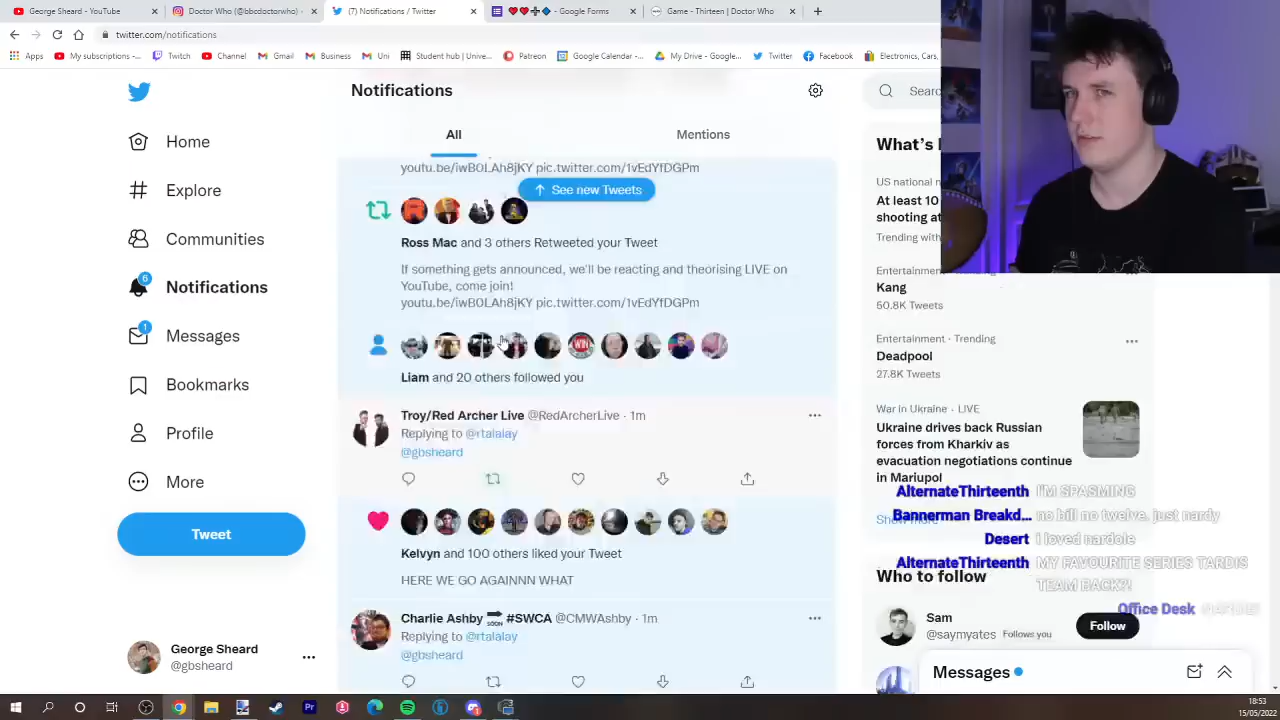 George Sheard - YouTube
Doctor Who (@bbcdoctorwho) ·
(7) Notifications / Twitter
- Google Forms
Game - Thirteen | Doctor Who
twitter.com/notifications
Apps
My subscriptions -...
Twitch
Channel
Gmail
Business
Uni
Student hub | Unive...
Patreon
Google Calendar -...
My Drive - Google...
Twitter
Facebook
Electronics, Cars,
Home
Explore
Communities
6
Notifications
1
Messages
Bookmarks
Profile
More
Tweet
George Sheard
@gbsheard
Notifications
All
Mentions
youtu.be/iwB0LAh8jKY pic.twitter.com/1vEdYfDGPm
See new Tweets
Ross Mac and 3 others Retweeted your Tweet
If something gets announced, we'll be reacting and theorising LIVE on
YouTube, come join!
youtu.be/iwB0LAh8jKY pic.twitter.com/1vEdYfDGPm
WIN
Liam and 20 others followed you
Troy/Red Archer Live @RedArcherLive · 1m
Replying to @rtalalay
@gbsheard
Kelvyn and 100 others liked your Tweet
HERE WE GO AGAINNN WHAT
Charlie Ashby SOON #SWCA @CMWAshby · 1m
Replying to @rtalalay
@gbsheard
Searc
What's
US national n
At least 10
shooting at
Trending with
Entertainment
Kang
50.8K Tweets
Entertainment · Trending
Deadpool
27.8K Tweets
War in Ukraine · LIVE
Ukraine drives back Russian
forces from Kharkiv as
evacuation negotiations continue
in Mariupol
Show more
AlternateThirteenth I'M SPASMING
Bannerman Breakd... no bill no twelve. just nardy
Desert i loved nardole
AlternateThirteenth MY FAVOURITE SERIES TARDIS
TEAM BACK?!
Office Desk
Who to follow
Sam
@saymyates Follows you
Follow
Messages
Pr
18:53
15/05/2022